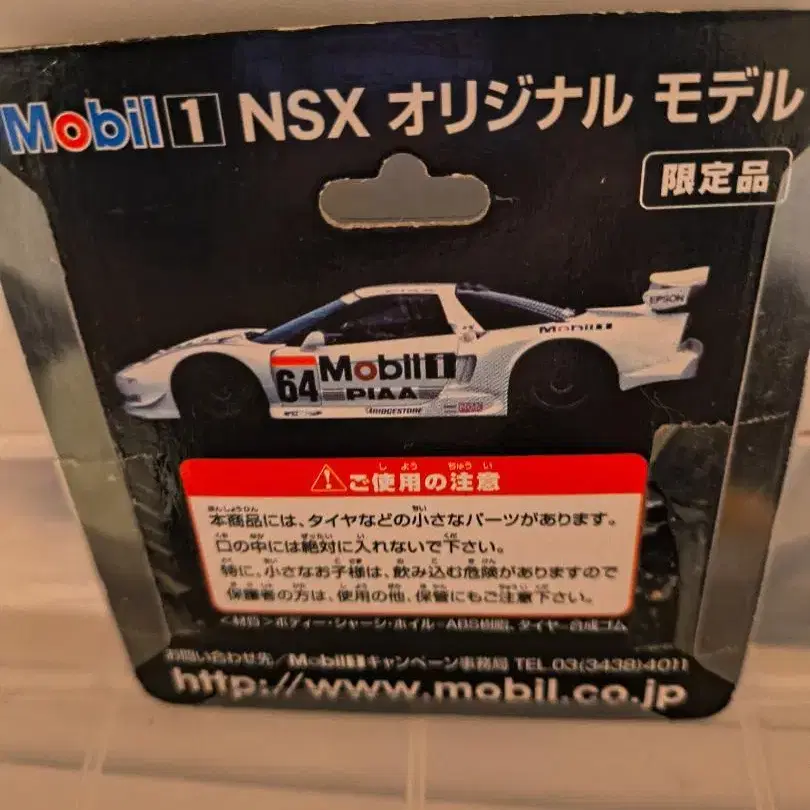 Mobil 1 NSX オリジナル モデル
限定品
EPSON
Mobil 1
64 Mobil 1
PIAA
BRIDGESTONE
ご使用の注意
本商品には、タイヤなどの小さなパーツがあります。
口の中には絶対に入れないで下さい。
特に、小さなお子様は、飲み込む危険がありますので
保護者の方は、使用の他、保管にもご注意下さい。
<材質>ボディー・シャーシ・ホイル=ABS樹脂、タイヤー合成ゴム
お問い合わせ先/Mobil 1 キャンペーン事務局 TEL.03(3438)4011
http://www.mobil.co.jp